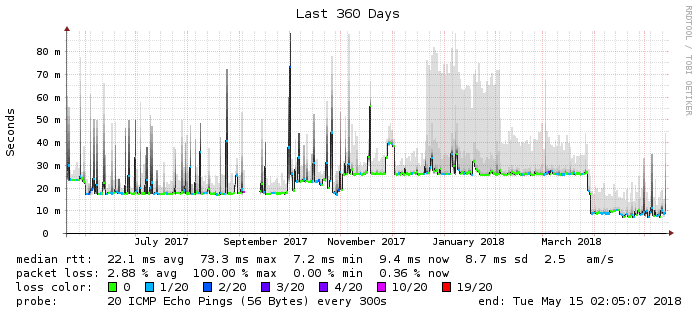 Last 360 Days
RRDTOOL / TOBI OETIKER
Seconds
80 m
70 m
60 m
50 m
40 m
30 m
20 m
10 m
0
July 2017 September 2017 November 2017 January 2018 March 2018
median rtt: 22.1 ms avg 73.3 ms max 7.2 ms min 9.4 ms now 8.7 ms sd 2.5 am/s
packet loss: 2.88 % avg 100.00 % max 0.00 % min 0.36 % now
loss color: 0 1/20 2/20 3/20 4/20 10/20 19/20
probe: 20 ICMP Echo Pings (56 Bytes) every 300s end: Tue May 15 02:05:07 2018